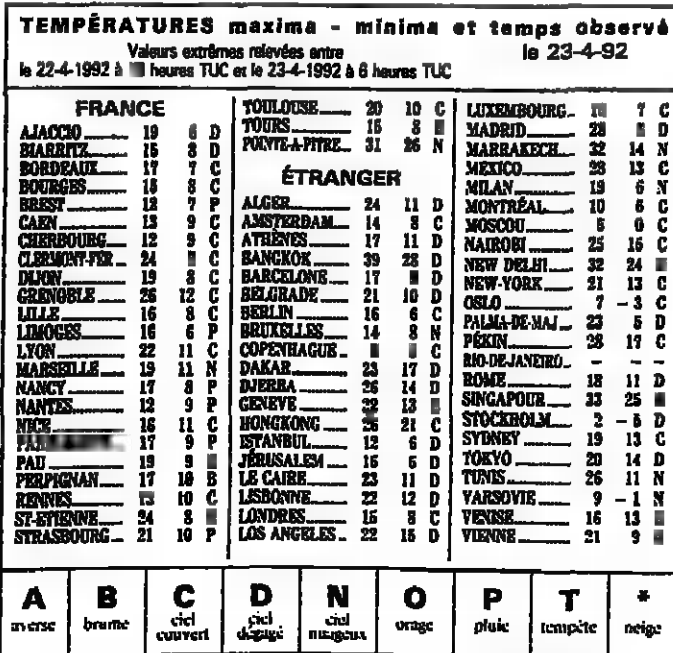 TEMPÉRATURES maxima - minima et temps observé
Valeurs extrêmes relevées entre
le 23-4-92
le 22-4-1992 à heures TUC et le 23-4-1992 à 6 heures TUC
FRANCE
AJACCIO 19 6 D
BIARRITZ 15 8 D
BORDEAUX 17 7 C
BOURGES 18 8 C
BREST 12 7 P
CAEN 13 9 C
CHERBOURG 12 9 C
CLERMONT-FER 24 C
DIJON 19 8 C
GRENOBLE 26 12 C
LILLE 16 8 C
LIMOGES 16 6 P
LYON 22 11 C
MARSEILLE 19 11 N
NANCY 17 8 P
NANTES 12 9 P
NICE 16 11 C
17 9 P
PAU 19 9
PERPIGNAN 17 10 B
RENNES 13 10 C
ST-ETIENNE 24 8
STRASBOURG 21 10 P
TOULOUSE 20 10 C
TOURS 15 8
POINTE-A-PITRE 31 26 N
ÉTRANGER
ALGER 24 11 D
AMSTERDAM 14 8 C
ATHÈNES 17 11 D
BANGKOK 39 28 D
BARCELONE 17 D
BELGRADE 21 10 D
BERLIN 16 6 C
BRUXELLES 14 8 N
COPENHAGUE C
DAKAR 23 17 D
DJERBA 26 14 D
GENEVE 22 13
HONGKONG 26 21 C
ISTANBUL 12 6 D
JÉRUSALEM 15 6 D
LE CAIRE 23 11 D
LISBONNE 22 12 D
LONDRES 15 8 C
LOS ANGELES 22 15 D
LUXEMBOURG 7 C
MADRID 23 D
MARRAKECH 32 14 N
MEXICO 23 13 C
MILAN 19 6 N
MONTRÉAL 10 6 C
MOSCOU 5 0 C
NAIROBI 25 16 C
NEW DELHI 32 24
NEW-YORK 21 13 C
OSLO 7 -3 C
PALMA-DE-MAJ 23 5 D
PÉKIN 28 17 C
RIO-DE-JANEIRO - - -
ROME 18 11 D
SINGAPOUR 33 25
STOCKHOLM 2 -5 D
SYDNEY 19 13 C
TOKYO 20 14 D
TUNIS 26 11 N
VARSOVIE 9 -1 N
VENISE 16 13
VIENNE 21 9
A B C D N O P T *
averse brume ciel couvert ciel dégagé ciel nuageux orage pluie tempête neige